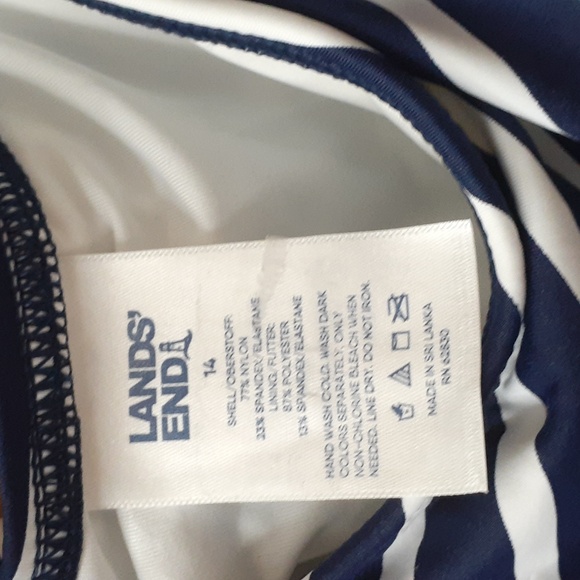 LANDS'
END
14
SHELL/OBERSTOFF:
77% NYLON
23% SPANDEX/ELASTANE
LINING, FUTTER:
87% POLYESTER
13% SPANDEX/ELASTANE
HAND WASH COLD. WASH DARK
COLORS SEPARATELY. ONLY
NON-CHLORINE BLEACH WHEN
NEEDED. LINE DRY. DO NOT IRON.
MADE IN SRI LANKA
RN 62830